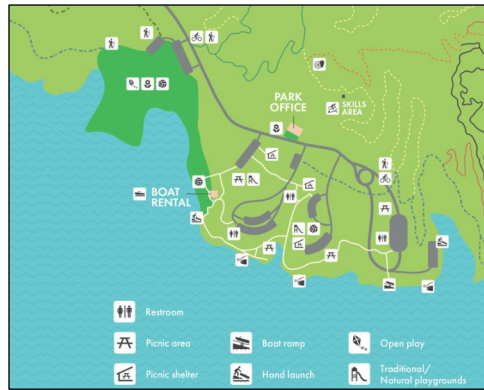 PARK
OFFICE
SKILLS
AREA
BOAT
RENTAL
Restroom
Picnic area
Boat ramp
Open play
Picnic shelter
Hand launch
Traditional/
Natural playgrounds